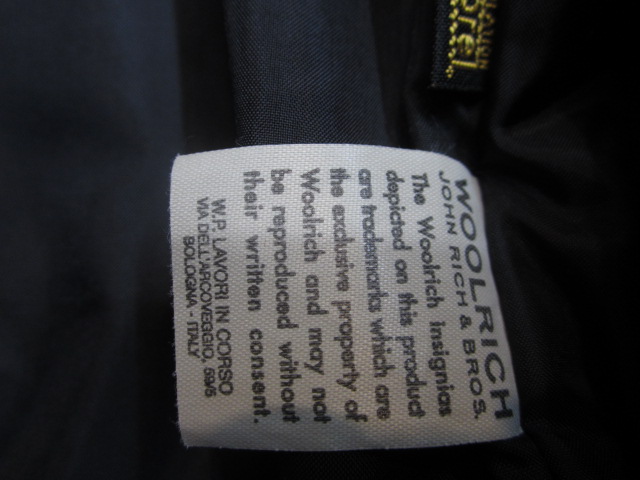 WOOLRICH
JOHN RICH & BROS.
The Woolrich insignias
depicted on this product
are trademarks which are
the exclusive property of
Woolrich and may not
be reproduced without
their written consent.
W.P. LAVORI IN CORSO
VIA DELL'ARCOVEGGIO, 59/5
BOLOGNA - ITALY